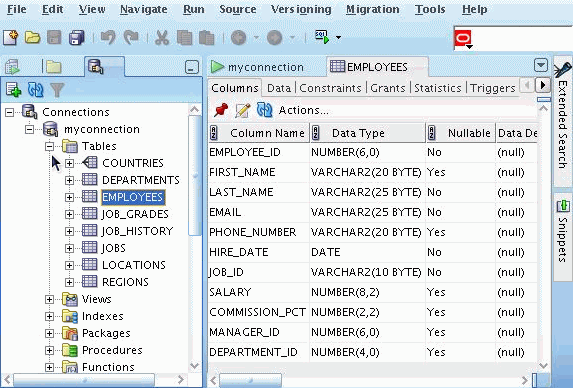 File Edit View Navigate Run Source Versioning Migration Tools Help
SQL
myconnection EMPLOYEES
Columns Data Constraints Grants Statistics Triggers
Actions...
Column Name Data Type Nullable Data De
EMPLOYEE_ID NUMBER(6,0) No (null)
FIRST_NAME VARCHAR2(20 BYTE) Yes (null)
LAST_NAME VARCHAR2(25 BYTE) No (null)
EMAIL VARCHAR2(25 BYTE) No (null)
PHONE_NUMBER VARCHAR2(20 BYTE) Yes (null)
HIRE_DATE DATE No (null)
JOB_ID VARCHAR2(10 BYTE) No (null)
SALARY NUMBER(8,2) Yes (null)
COMMISSION_PCT NUMBER(2,2) Yes (null)
MANAGER_ID NUMBER(6,0) Yes (null)
DEPARTMENT_ID NUMBER(4,0) Yes (null)
Connections
myconnection
Tables
COUNTRIES
DEPARTMENTS
EMPLOYEES
JOB_GRADES
JOB_HISTORY
JOBS
LOCATIONS
REGIONS
Views
Indexes
Packages
Procedures
Functions
Extended Search
Snippets